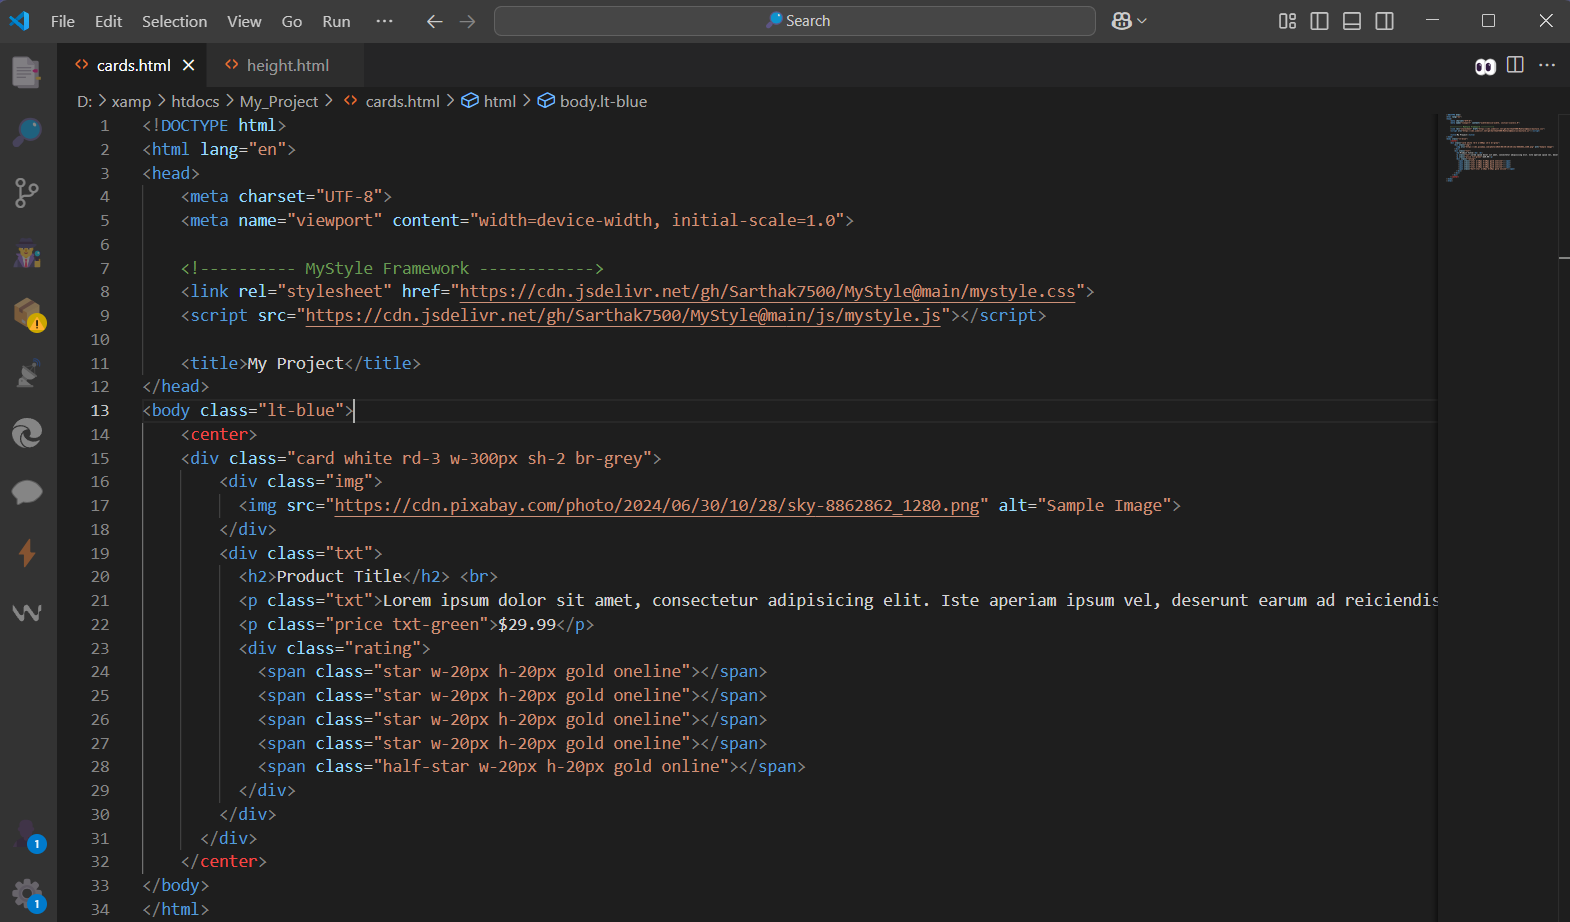 File Edit Selection View Go Run ··· Search
cards.html height.html
D: > xamp > htdocs > My_Project > cards.html > html > body.lt-blue
1 <!DOCTYPE html>
2 <html lang="en">
3 <head>
4 <meta charset="UTF-8">
5 <meta name="viewport" content="width=device-width, initial-scale=1.0">
6
7 <!---------- MyStyle Framework ------------>
8 <link rel="stylesheet" href="https://cdn.jsdelivr.net/gh/Sarthak7500/MyStyle@main/mystyle.css">
9 <script src="https://cdn.jsdelivr.net/gh/Sarthak7500/MyStyle@main/js/mystyle.js"></script>
10
11 <title>My Project</title>
12 </head>
13 <body class="lt-blue">
14 <center>
15 <div class="card white rd-3 w-300px sh-2 br-grey">
16 <div class="img">
17 <img src="https://cdn.pixabay.com/photo/2024/06/30/10/28/sky-8862862_1280.png" alt="Sample Image">
18 </div>
19 <div class="txt">
20 <h2>Product Title</h2> <br>
21 <p class="txt">Lorem ipsum dolor sit amet, consectetur adipisicing elit. Iste aperiam ipsum vel, deserunt earum ad reiciendis
22 <p class="price txt-green">$29.99</p>
23 <div class="rating">
24 <span class="star w-20px h-20px gold oneline"></span>
25 <span class="star w-20px h-20px gold oneline"></span>
26 <span class="star w-20px h-20px gold oneline"></span>
27 <span class="star w-20px h-20px gold oneline"></span>
28 <span class="half-star w-20px h-20px gold online"></span>
29 </div>
30 </div>
31 </div>
32 </center>
33 </body>
34 </html>
1
1